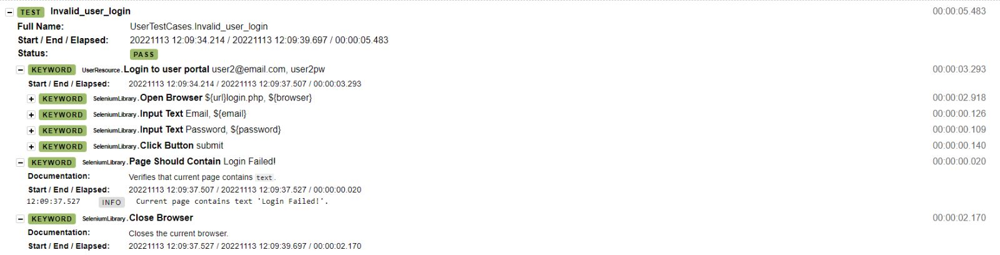 TEST Invalid_user_login 00:00:05.483
Full Name: UserTestCases.Invalid_user_login
Start / End / Elapsed: 20221113 12:09:34.214 / 20221113 12:09:39.697 / 00:00:05.483
Status: PASS
KEYWORD UserResource.Login to user portal user2@email.com, user2pw 00:00:03.293
Start / End / Elapsed: 20221113 12:09:34.214 / 20221113 12:09:37.507 / 00:00:03.293
KEYWORD SeleniumLibrary.Open Browser ${url}login.php, ${browser} 00:00:02.918
KEYWORD SeleniumLibrary.Input Text Email, ${email} 00:00:00.126
KEYWORD SeleniumLibrary.Input Text Password, ${password} 00:00:00.109
KEYWORD SeleniumLibrary.Click Button submit 00:00:00.140
KEYWORD SeleniumLibrary.Page Should Contain Login Failed! 00:00:00.020
Documentation: Verifies that current page contains text.
Start / End / Elapsed: 20221113 12:09:37.507 / 20221113 12:09:37.527 / 00:00:00.020
12:09:37.527 INFO Current page contains text 'Login Failed!'.
KEYWORD SeleniumLibrary.Close Browser 00:00:02.170
Documentation: Closes the current browser.
Start / End / Elapsed: 20221113 12:09:37.527 / 20221113 12:09:39.697 / 00:00:02.170